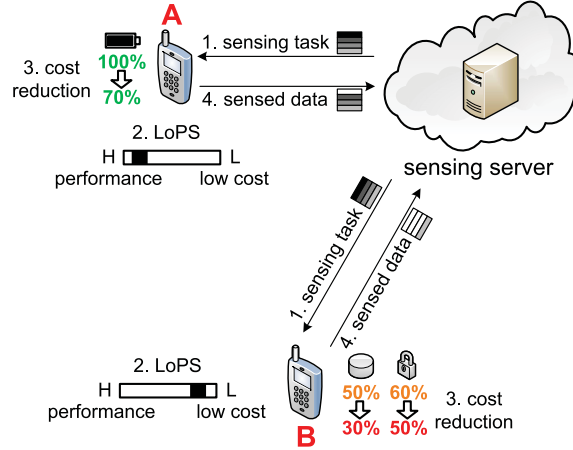 A
1. sensing task
100%
3. cost
reduction
70%
4. sensed data
2. LoPS
H L
performance low cost
sensing server
1. sensing task
4. sensed data
2. LoPS
H L
performance low cost
B
50% 60%
30% 50%
3. cost
reduction